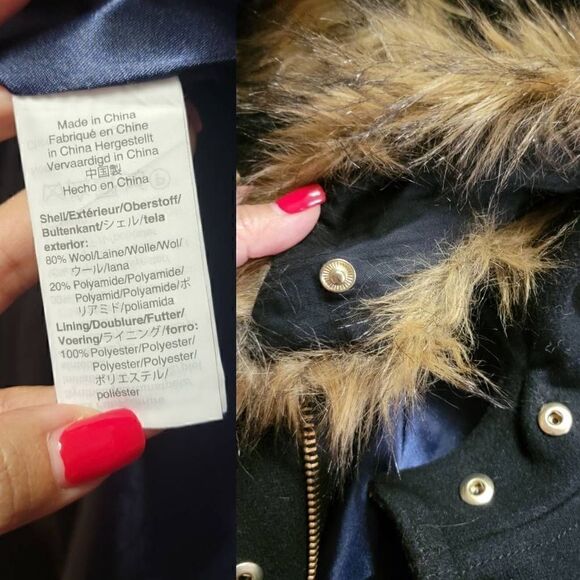 Made in China
Fabriqué en Chine
in China Hergestellt
Vervaardigd in China
中国製
Hecho en China
Shell/Extérieur/Oberstoff/
Buitenkant/シェル/tela
exterior:
80% Wool/Laine/Wolle/Wol/
ウール/lana
20% Polyamide/Polyamide/
Polyamid/Polyamide/ポ
リアミド/poliamida
Lining/Doublure/Futter/
Voering/ライニング/forro:
100% Polyester/Polyester/
Polyester/Polyester/
ポリエステル/
poliéster